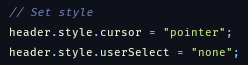 // Set style
header.style.cursor = "pointer";
header.style.userSelect = "none";